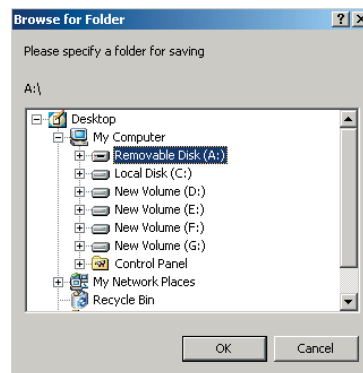 Browse for Folder
Please specify a folder for saving
A:\
Desktop
My Computer
Removable Disk (A:)
Local Disk (C:)
New Volume (D:)
New Volume (E:)
New Volume (F:)
New Volume (G:)
Control Panel
My Network Places
Recycle Bin
OK Cancel